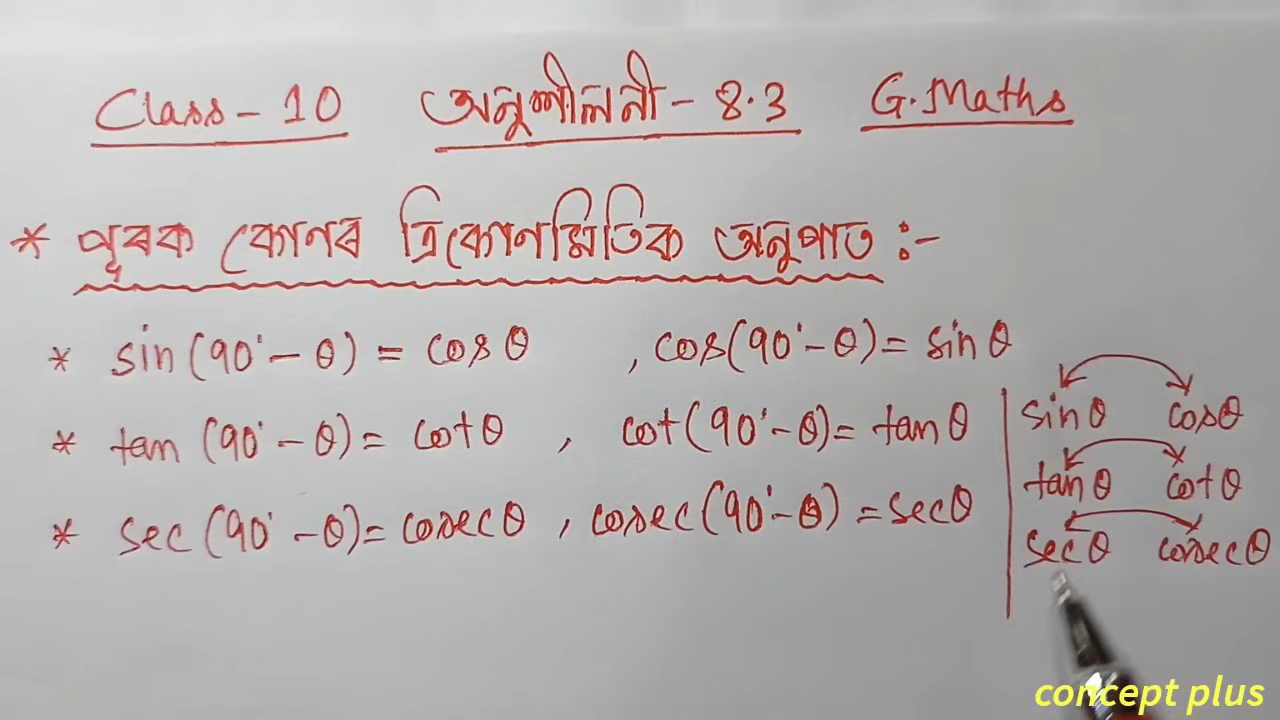 Class - 10 অনুশীলনী - 8.3 G. Maths
* পূৰক কোণৰ ত্ৰিকোণমিতিক অনুপাত :-
* sin (90° - θ) = cosθ , cos(90° - θ) = sinθ
* tan (90° - θ) = cotθ , cot(90° - θ) = tanθ
* sec (90° - θ) = cosecθ , cosec(90° - θ) = secθ
sinθ cosθ
tanθ cotθ
secθ cosecθ
concept plus